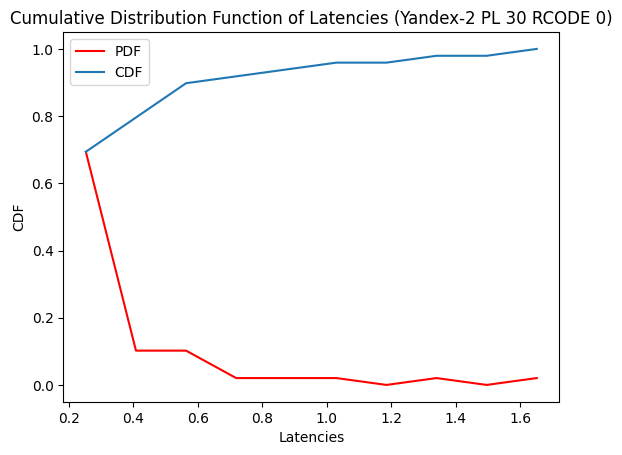 Cumulative Distribution Function of Latencies (Yandex-2 PL 30 RCODE 0)
PDF
CDF
1.0
0.8
0.6
0.4
0.2
0.0
CDF
0.2 0.4 0.6 0.8 1.0 1.2 1.4 1.6
Latencies